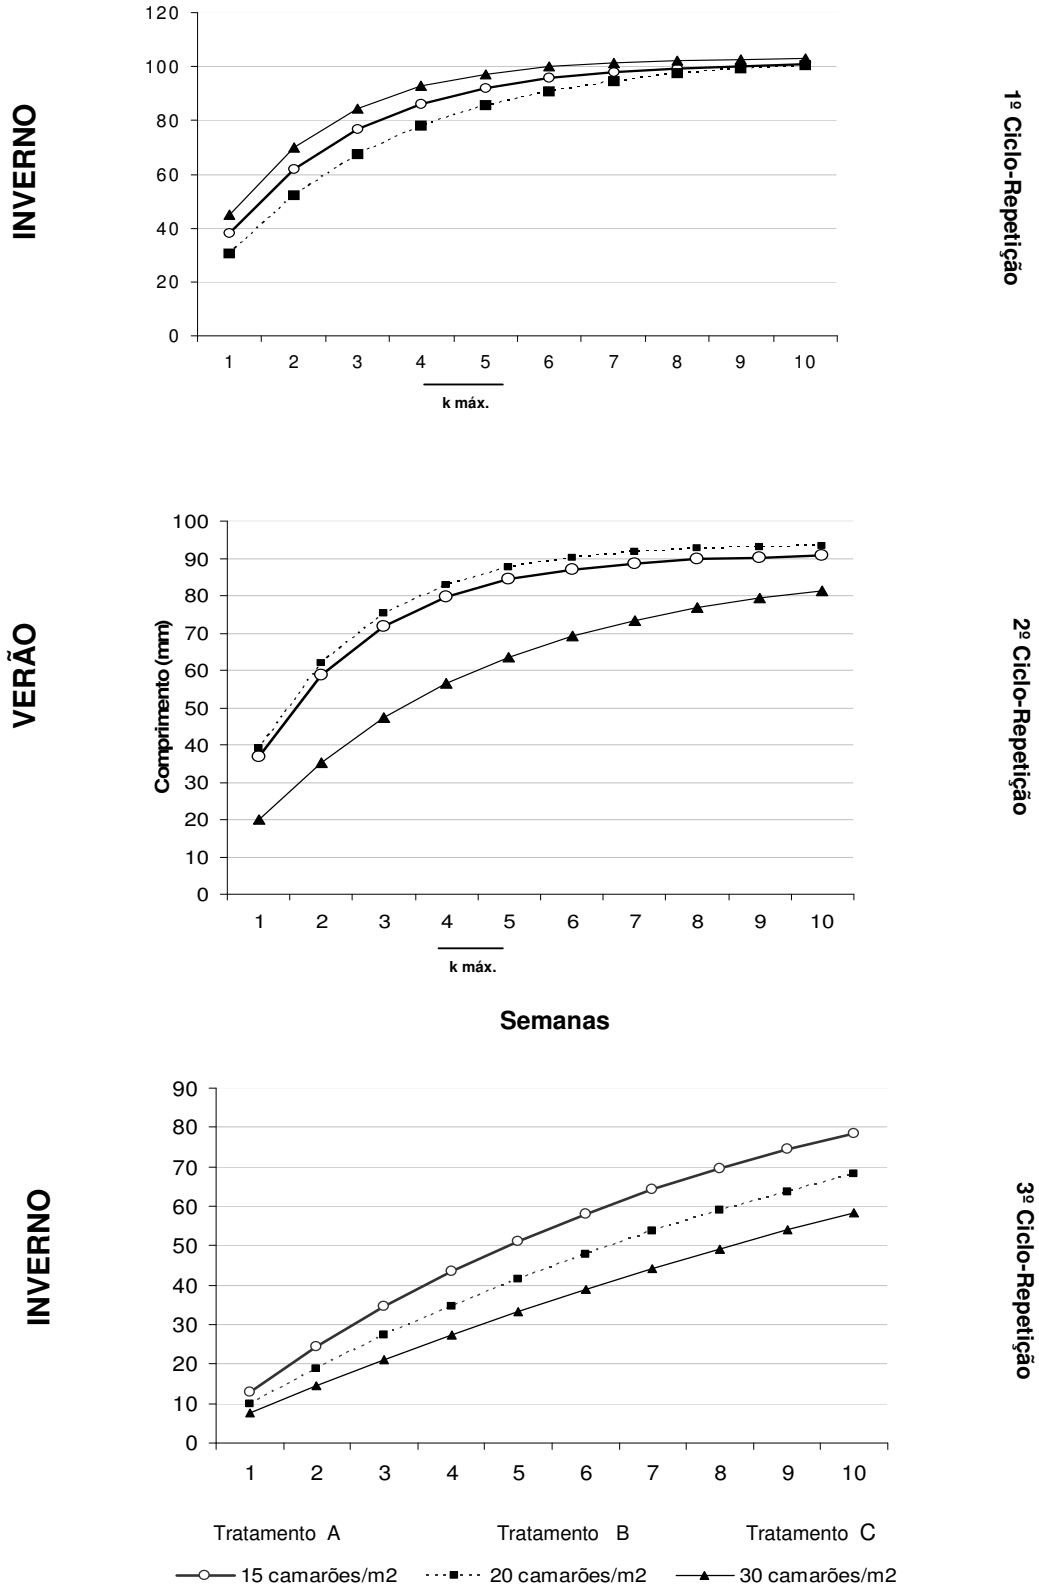 INVERNO
120
100
80
60
40
20
0
1 2 3 4 5 6 7 8 9 10
k máx.
1º Ciclo-Repetição
VERÃO
Comprimento (mm)
100
90
80
70
60
50
40
30
20
10
0
1 2 3 4 5 6 7 8 9 10
k máx.
2º Ciclo-Repetição
Semanas
INVERNO
90
80
70
60
50
40
30
20
10
0
1 2 3 4 5 6 7 8 9 10
3º Ciclo-Repetição
Tratamento A Tratamento B Tratamento C
15 camarões/m2 20 camarões/m2 30 camarões/m2